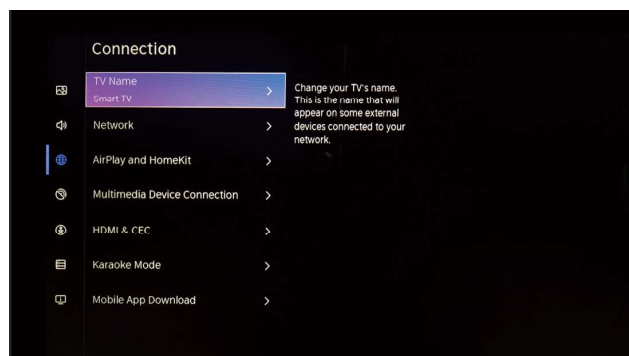 Connection
TV Name
Smart TV
Change your TV's name.
This is the name that will
appear on some external
devices connected to your
network.
Network
AirPlay and HomeKit
Multimedia Device Connection
HDMI & CEC
Karaoke Mode
Mobile App Download